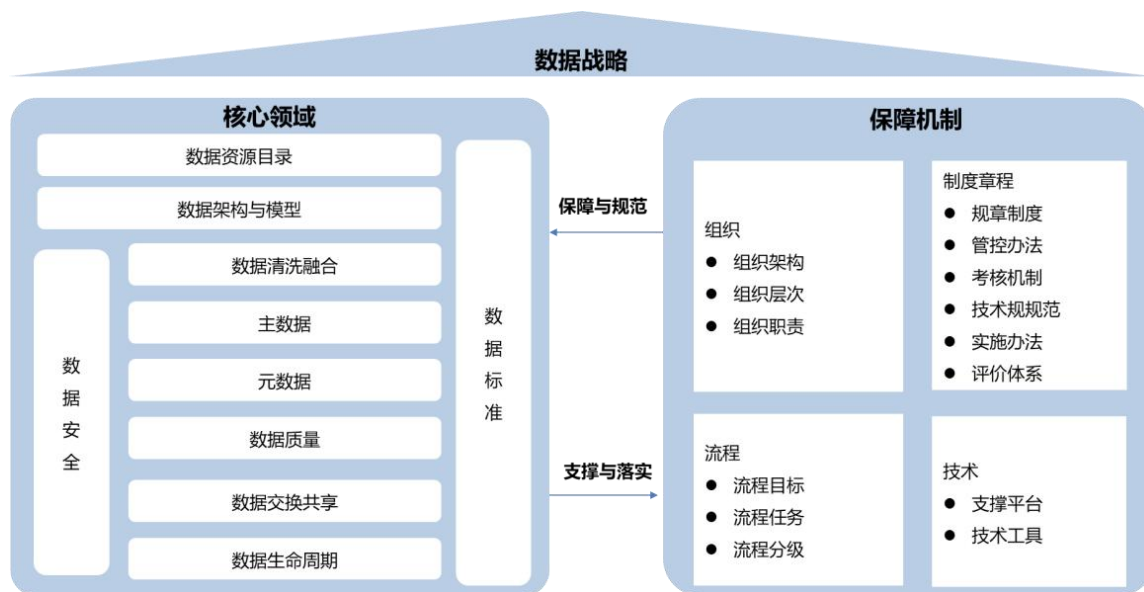 数据战略
核心领域
数据资源目录
数据架构与模型
数据清洗融合
主数据
元数据
数据质量
数据交换共享
数据生命周期
数据安全
数据标准
保障与规范
支撑与落实
保障机制
组织
● 组织架构
● 组织层次
● 组织职责
制度章程
● 规章制度
● 管控办法
● 考核机制
● 技术规规范
● 实施办法
● 评价体系
流程
● 流程目标
● 流程任务
● 流程分级
技术
● 支撑平台
● 技术工具